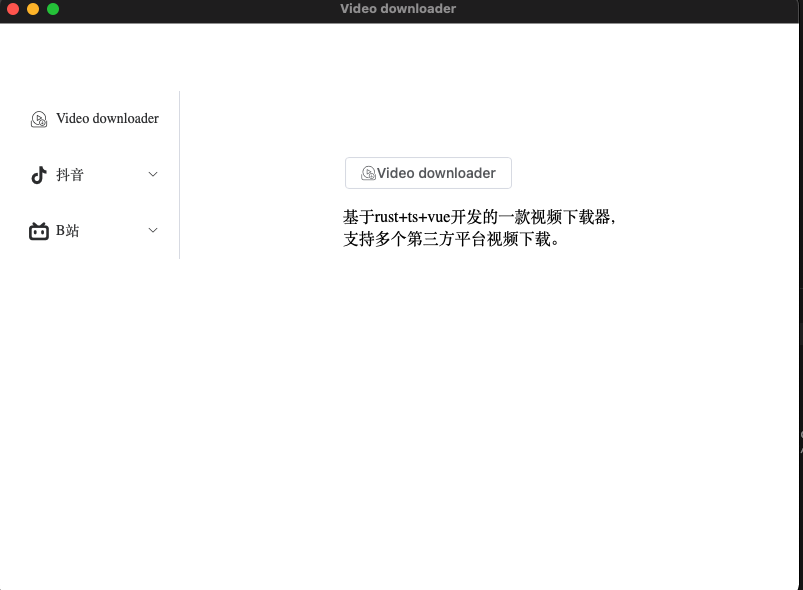 Video downloader
Video downloader
抖音
B站
Video downloader
基于rust+ts+vue开发的一款视频下载器,
支持多个第三方平台视频下载。